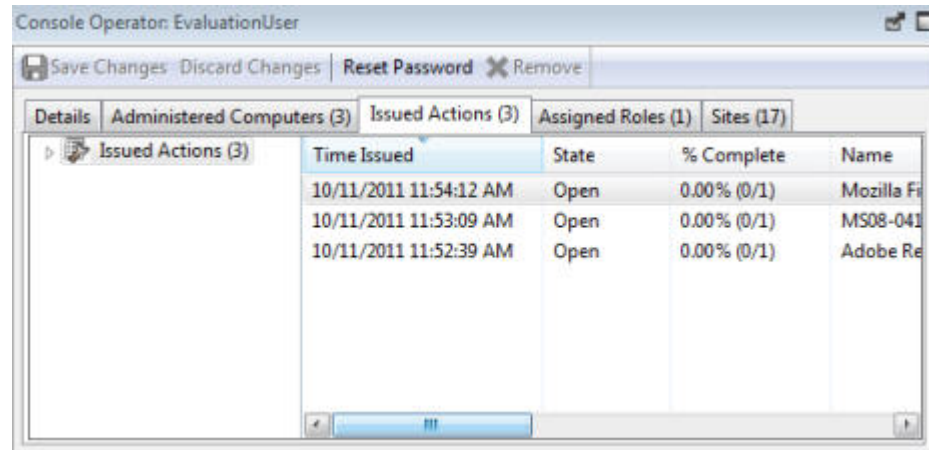 Console Operator: EvaluationUser
Save Changes Discard Changes Reset Password Remove
Details Administered Computers (3) Issued Actions (3) Assigned Roles (1) Sites (17)
Issued Actions (3) Time Issued State % Complete Name
10/11/2011 11:54:12 AM Open 0.00% (0/1) Mozilla Fi
10/11/2011 11:53:09 AM Open 0.00% (0/1) MS08-041
10/11/2011 11:52:39 AM Open 0.00% (0/1) Adobe Re